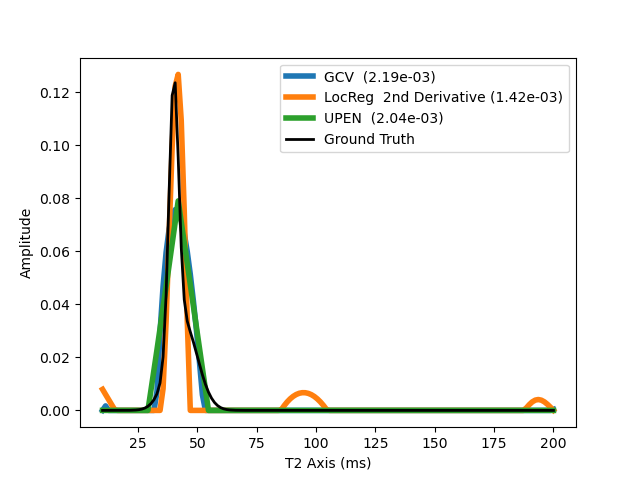 GCV  (2.19e-03)
LocReg  2nd Derivative (1.42e-03)
UPEN  (2.04e-03)
Ground Truth
Amplitude
0.12
0.10
0.08
0.06
0.04
0.02
0.00
25 50 75 100 125 150 175 200
T2 Axis (ms)